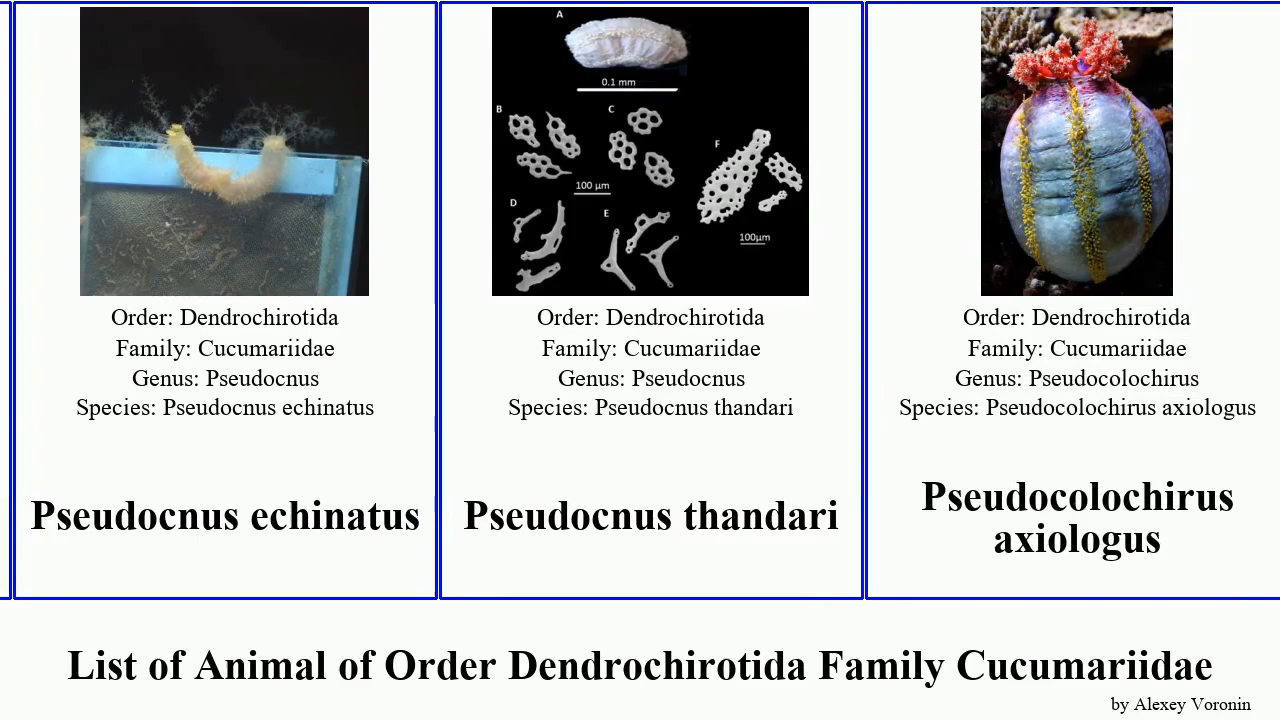 A
0.1 mm
B
C
F
100 µm
D
E
100µm
Order: Dendrochirotida
Family: Cucumariidae
Genus: Pseudocnus
Species: Pseudocnus echinatus
Pseudocnus echinatus
Order: Dendrochirotida
Family: Cucumariidae
Genus: Pseudocnus
Species: Pseudocnus thandari
Pseudocnus thandari
Order: Dendrochirotida
Family: Cucumariidae
Genus: Pseudocolochirus
Species: Pseudocolochirus axiologus
Pseudocolochirus
axiologus
List of Animal of Order Dendrochirotida Family Cucumariidae
by Alexey Voronin